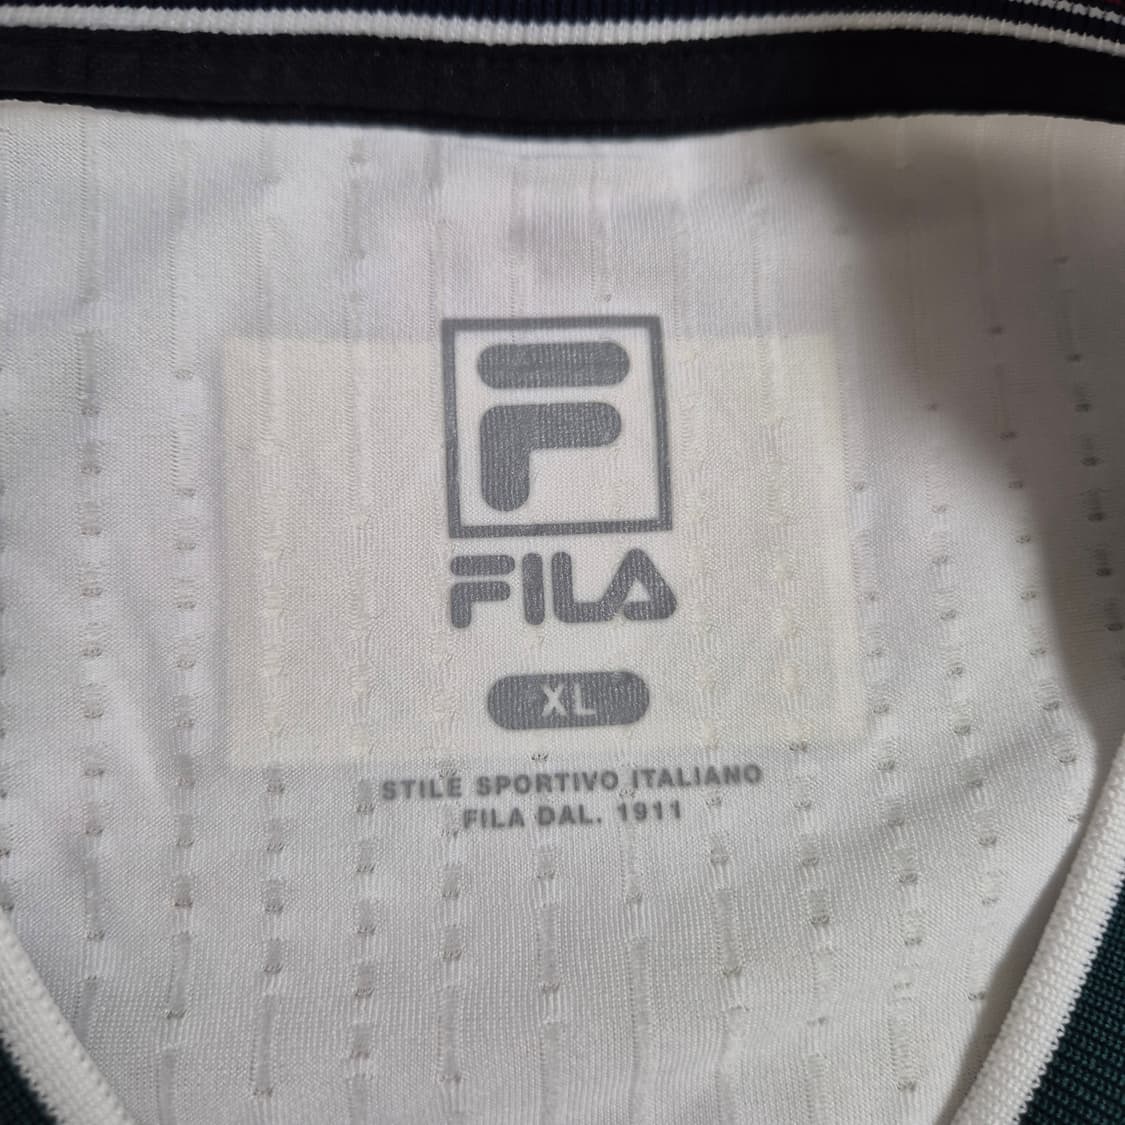 F
FILA
XL
STILE SPORTIVO ITALIANO
FILA DAL. 1911